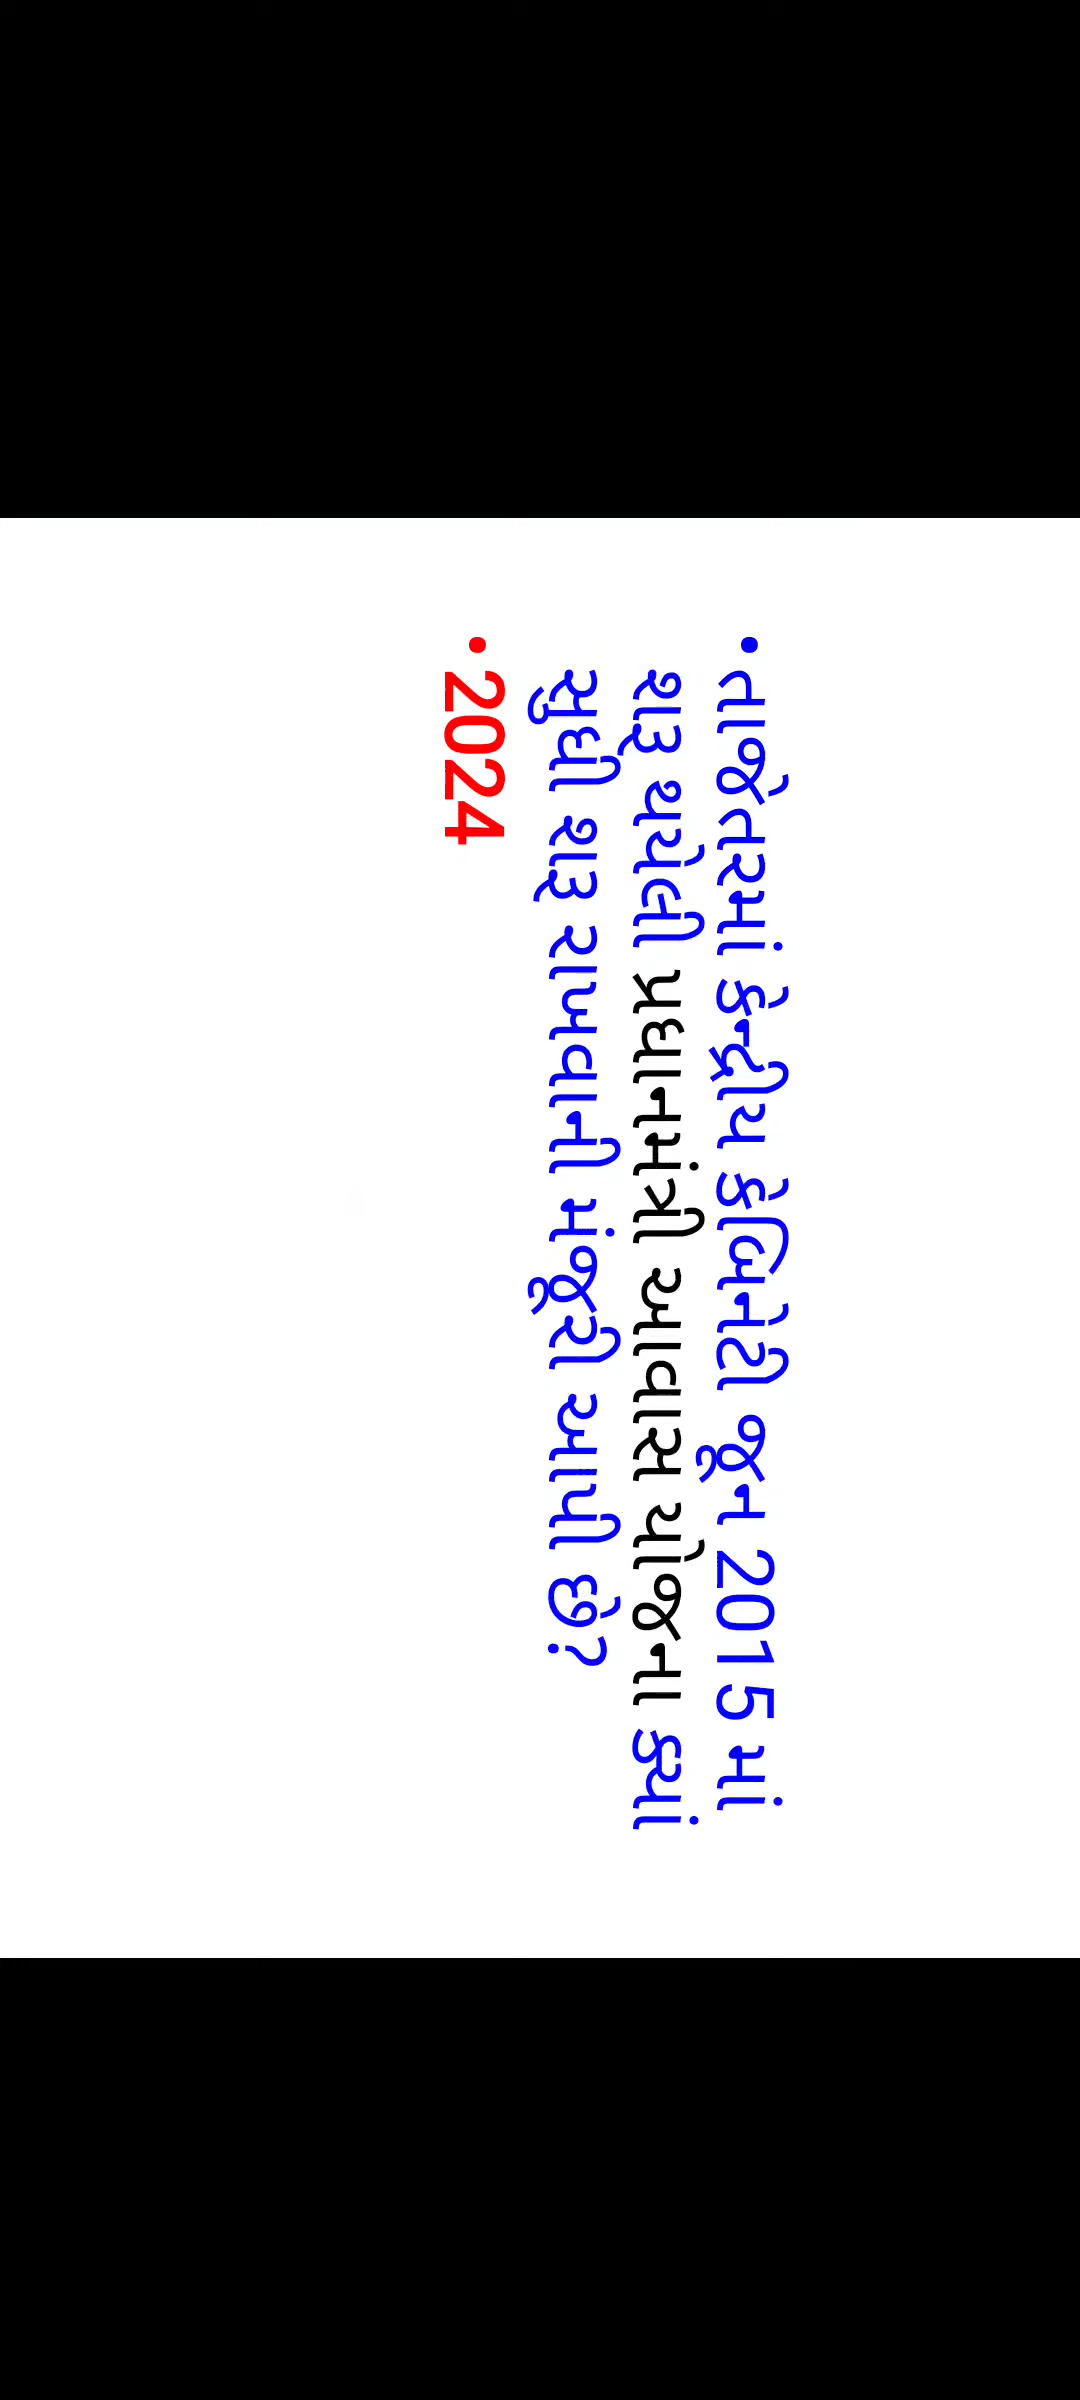 • તાજેતરમાં કેન્દ્રીય કેબિનેટી જૂન 2015 માં
શરૂ થયેલી પ્રધાનમંત્રી આવાસ યોજના ક્યાં
સુધી શરૂ રાખવાની મંજૂરી આપી છે?
• 2024